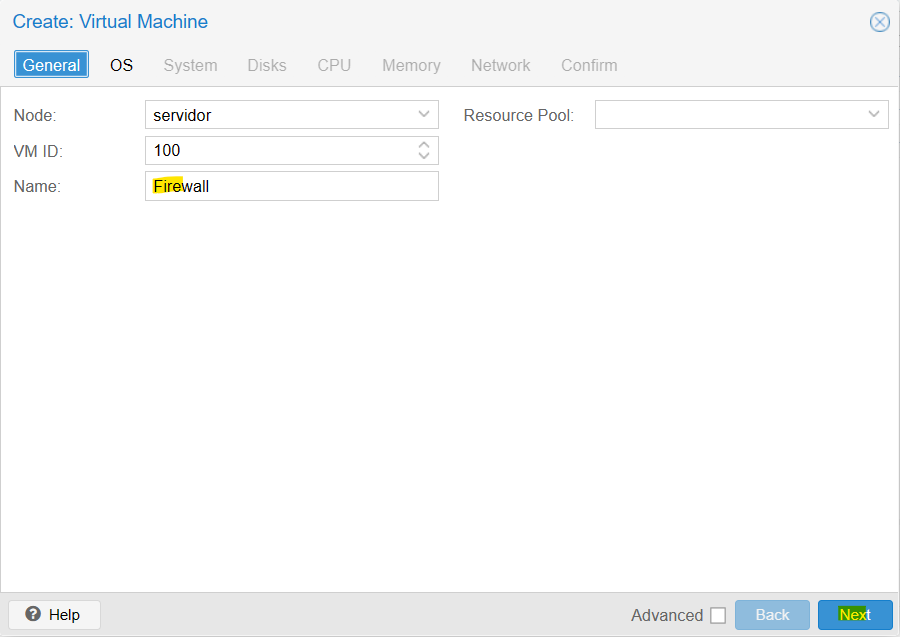 Create: Virtual Machine
General OS System Disks CPU Memory Network Confirm
Node: servidor Resource Pool:
VM ID: 100
Name: Firewall
Help Advanced Back Next